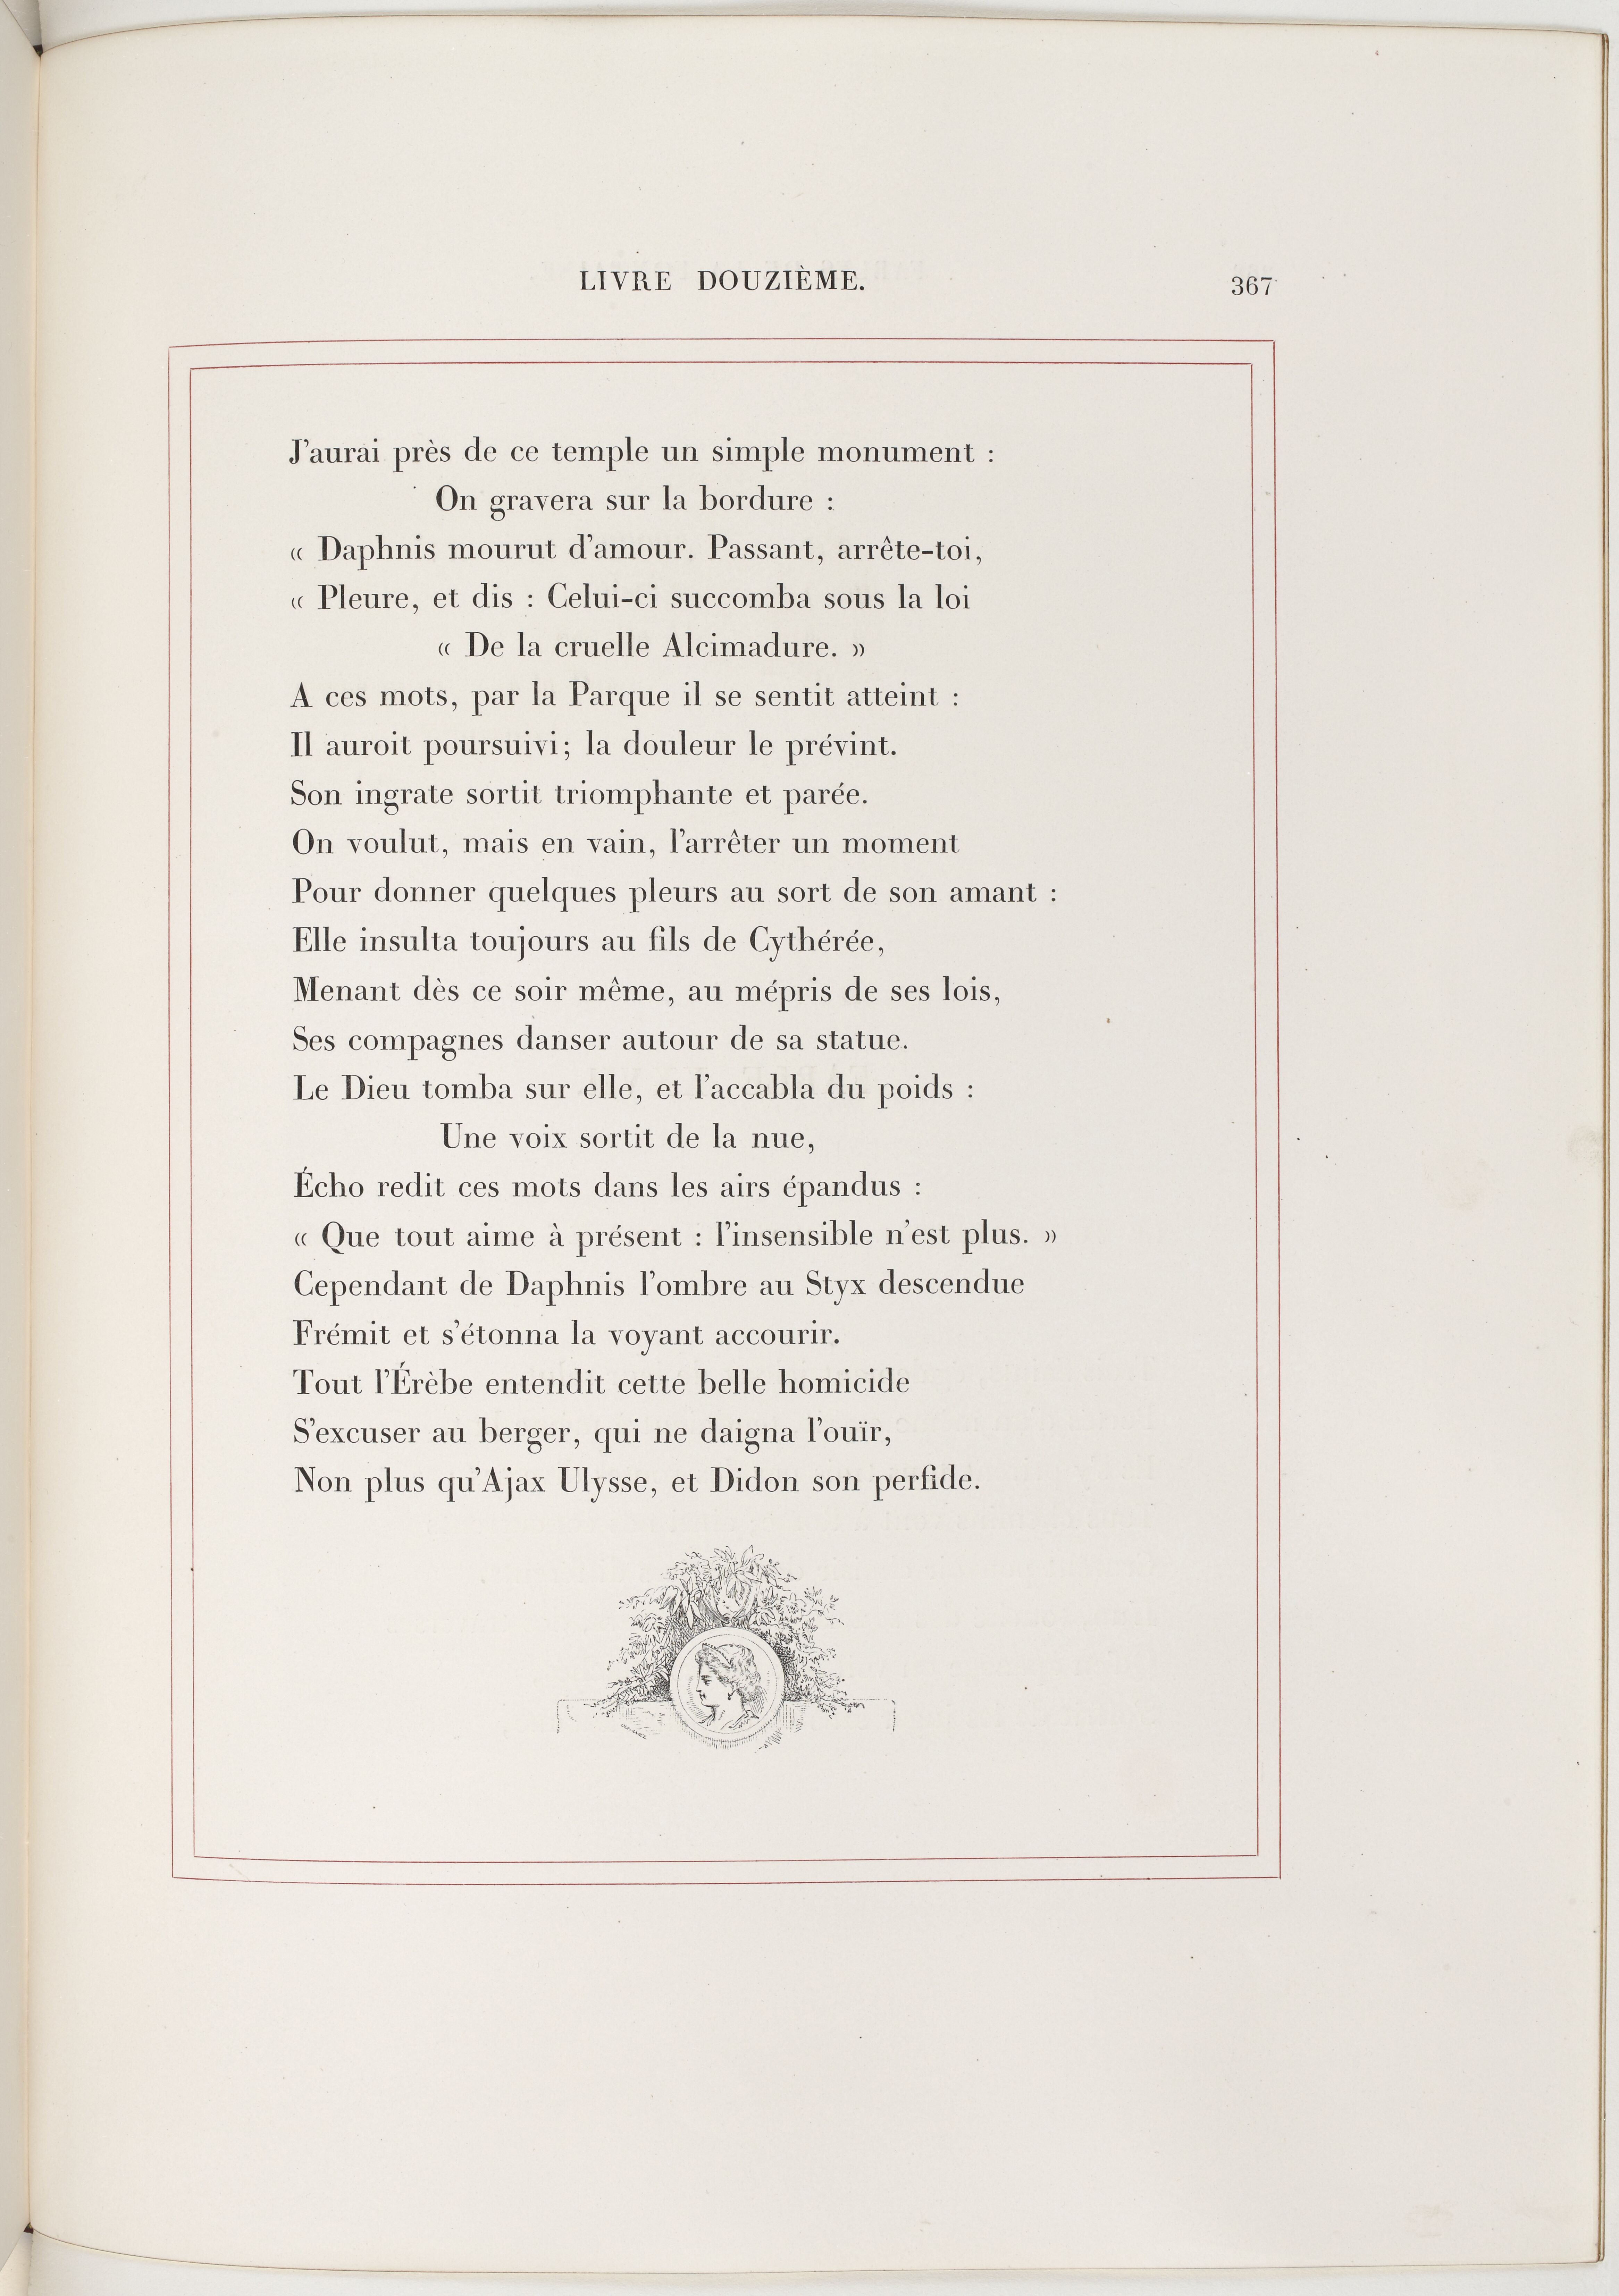 LIVRE DOUZIÈME. 367
J'aurai près de ce temple un simple monument :
On gravera sur la bordure :
« Daphnis mourut d'amour. Passant, arrête-toi,
« Pleure, et dis : Celui-ci succomba sous la loi
« De la cruelle Alcimadure. »
A ces mots, par la Parque il se sentit atteint :
Il auroit poursuivi; la douleur le prévint.
Son ingrate sortit triomphante et parée.
On voulut, mais en vain, l'arrêter un moment
Pour donner quelques pleurs au sort de son amant :
Elle insulta toujours au fils de Cythérée,
Menant dès ce soir même, au mépris de ses lois,
Ses compagnes danser autour de sa statue.
Le Dieu tomba sur elle, et l'accabla du poids :
Une voix sortit de la nue,
Écho redit ces mots dans les airs épandus :
« Que tout aime à présent : l'insensible n'est plus. »
Cependant de Daphnis l'ombre au Styx descendue
Frémit et s'étonna la voyant accourir.
Tout l'Érèbe entendit cette belle homicide
S'excuser au berger, qui ne daigna l'ouïr,
Non plus qu'Ajax Ulysse, et Didon son perfide.